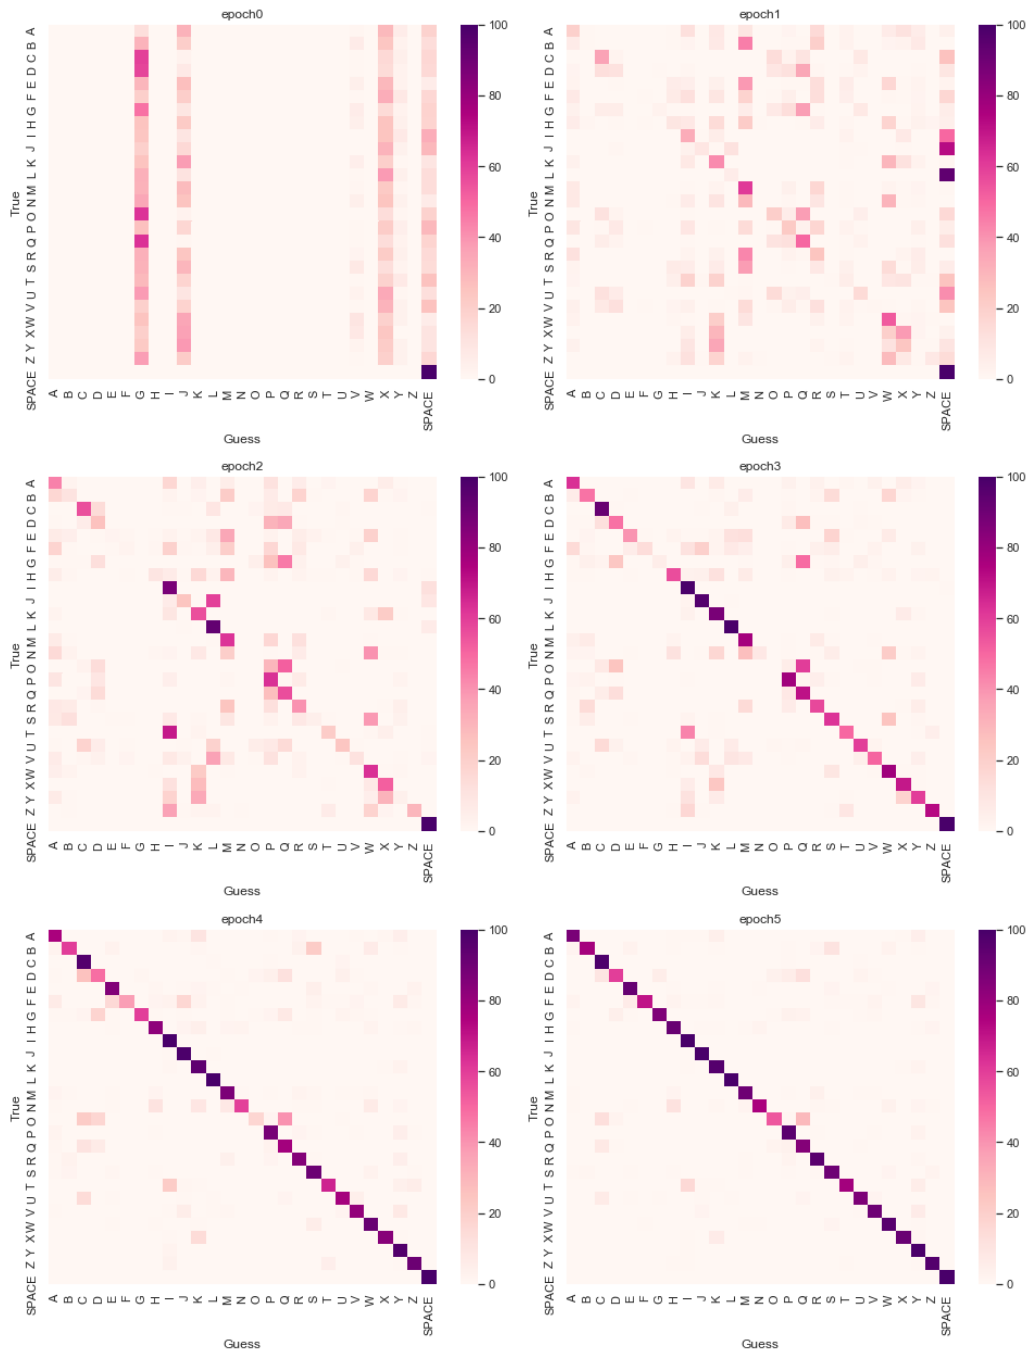 epoch0
100
80
60
40
20
0
True
A
B
C
D
E
F
G
H
I
J
K
L
M
N
O
P
Q
R
S
T
U
V
W
X
Y
Z
SPACE
A B C D E F G H I J K L M N O P Q R S T U V W X Y Z SPACE
Guess
epoch1
100
80
60
40
20
0
True
A
B
C
D
E
F
G
H
I
J
K
L
M
N
O
P
Q
R
S
T
U
V
W
X
Y
Z
SPACE
A B C D E F G H I J K L M N O P Q R S T U V W X Y Z SPACE
Guess
epoch2
100
80
60
40
20
0
True
A
B
C
D
E
F
G
H
I
J
K
L
M
N
O
P
Q
R
S
T
U
V
W
X
Y
Z
SPACE
A B C D E F G H I J K L M N O P Q R S T U V W X Y Z SPACE
Guess
epoch3
100
80
60
40
20
0
True
A
B
C
D
E
F
G
H
I
J
K
L
M
N
O
P
Q
R
S
T
U
V
W
X
Y
Z
SPACE
A B C D E F G H I J K L M N O P Q R S T U V W X Y Z SPACE
Guess
epoch4
100
80
60
40
20
0
True
A
B
C
D
E
F
G
H
I
J
K
L
M
N
O
P
Q
R
S
T
U
V
W
X
Y
Z
SPACE
A B C D E F G H I J K L M N O P Q R S T U V W X Y Z SPACE
Guess
epoch5
100
80
60
40
20
0
True
A
B
C
D
E
F
G
H
I
J
K
L
M
N
O
P
Q
R
S
T
U
V
W
X
Y
Z
SPACE
A B C D E F G H I J K L M N O P Q R S T U V W X Y Z SPACE
Guess